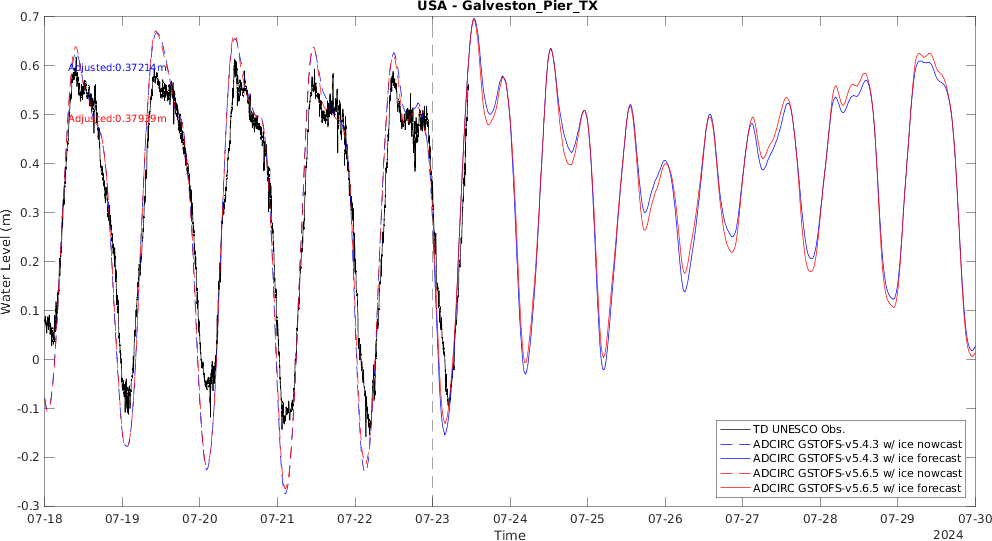 USA - Galveston_Pier_TX
0.7
0.6
0.5
0.4
0.3
0.2
0.1
0
-0.1
-0.2
-0.3
Water Level (m)
Adjusted:0.37214m
Adjusted:0.37939m
TD UNESCO Obs.
ADCIRC GSTOFS-v5.4.3 w/ ice nowcast
ADCIRC GSTOFS-v5.4.3 w/ ice forecast
ADCIRC GSTOFS-v5.6.5 w/ ice nowcast
ADCIRC GSTOFS-v5.6.5 w/ ice forecast
07-18 07-19 07-20 07-21 07-22 07-23 07-24 07-25 07-26 07-27 07-28 07-29 07-30
Time
2024